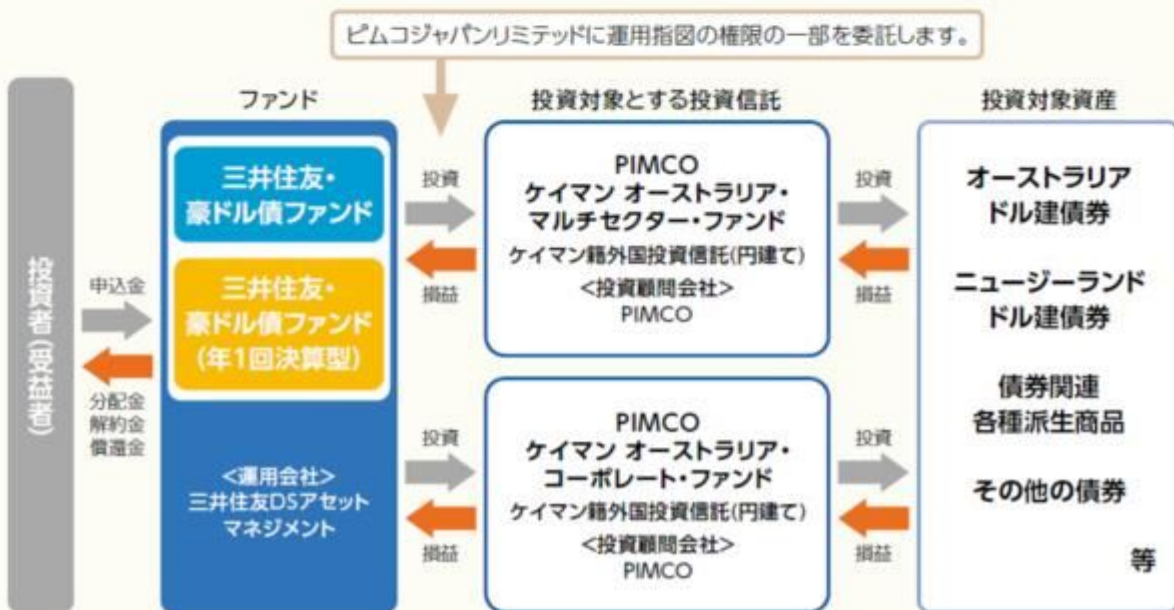 ピムコジャパンリミテッドに運用指図の権限の一部を委託します。
ファンド
投資対象とする投資信託
投資対象資産
投資者(受益者)
申込金
分配金
解約金
償還金
三井住友・
豪ドル債ファンド
三井住友・
豪ドル債ファンド
(年1回決算型)
<運用会社>
三井住友DSアセット
マネジメント
投資
損益
投資
損益
PIMCO
ケイマン オーストラリア・
マルチセクター・ファンド
ケイマン籍外国投資信託(円建て)
<投資顧問会社>
PIMCO
PIMCO
ケイマン オーストラリア・
コーポレート・ファンド
ケイマン籍外国投資信託(円建て)
<投資顧問会社>
PIMCO
投資
損益
投資
損益
オーストラリア
ドル建債券
ニュージーランド
ドル建債券
債券関連
各種派生商品
その他の債券
等